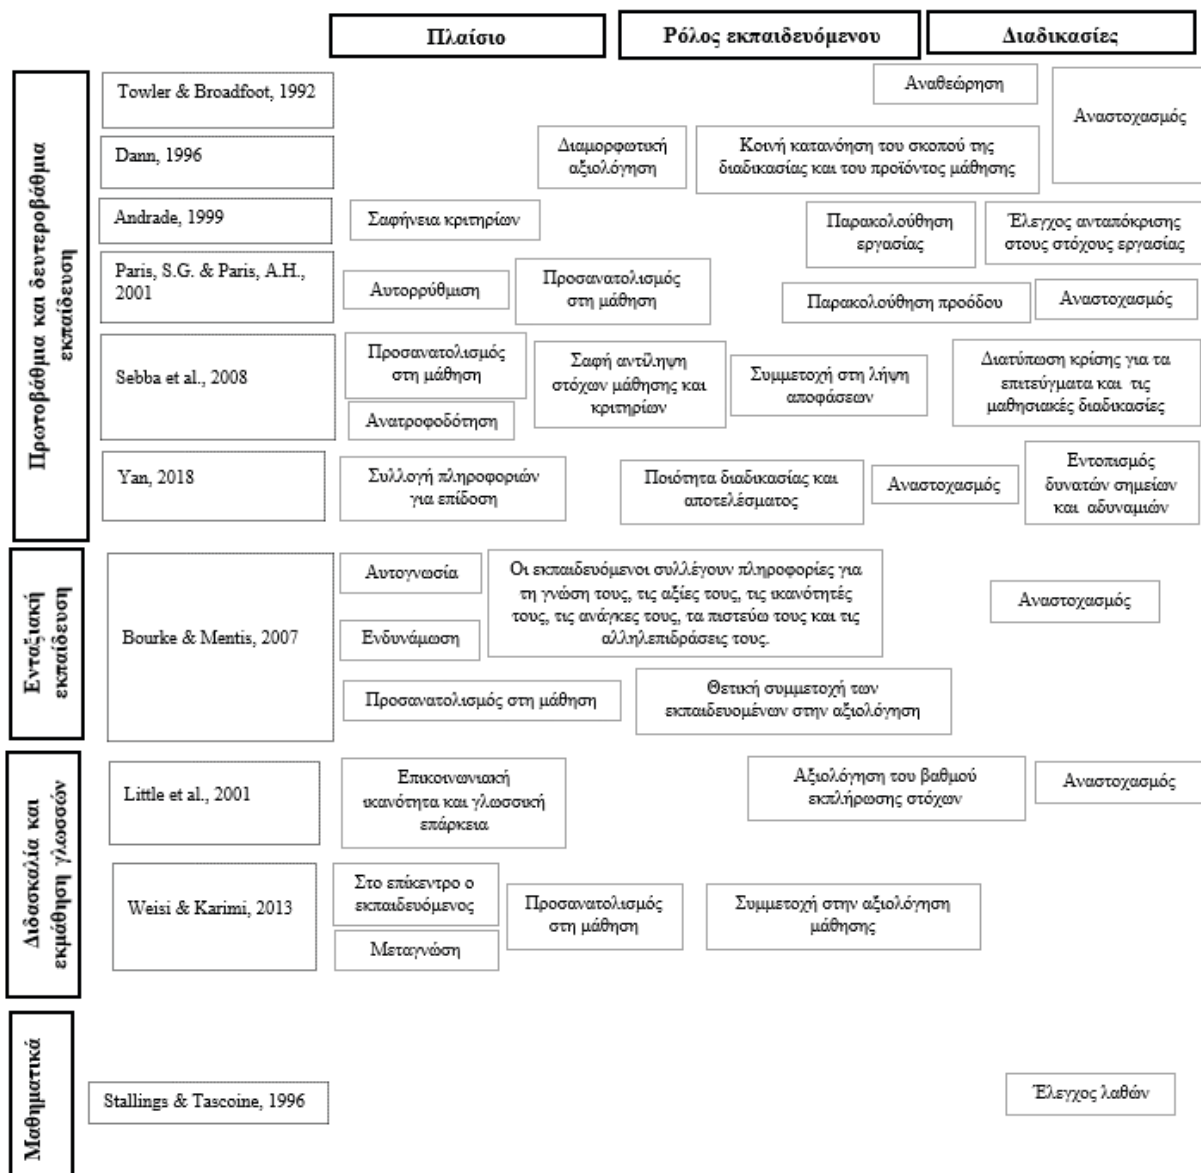 Πλαίσιο
Ρόλος εκπαιδευόμενου
Διαδικασίες
Πρωτοβάθμια και δευτεροβάθμια
εκπαίδευση
Towler & Broadfoot, 1992
Αναθεώρηση
Αναστοχασμός
Dann, 1996
Διαμορφωτική
αξιολόγηση
Κοινή κατανόηση του σκοπού της
διαδικασίας και του προϊόντος μάθησης
Andrade, 1999
Σαφήνεια κριτηρίων
Παρακολούθηση
εργασίας
Έλεγχος ανταπόκρισης
στους στόχους εργασίας
Paris, S.G. & Paris, A.H.,
2001
Αυτορρύθμιση
Προσανατολισμός
στη μάθηση
Παρακολούθηση προόδου
Αναστοχασμός
Sebba et al., 2008
Προσανατολισμός
στη μάθηση
Ανατροφοδότηση
Σαφή αντίληψη
στόχων μάθησης και
κριτηρίων
Συμμετοχή στη λήψη
αποφάσεων
Διατύπωση κρίσης για τα
επιτεύγματα και τις
μαθησιακές διαδικασίες
Yan, 2018
Συλλογή πληροφοριών
για επίδοση
Ποιότητα διαδικασίας και
αποτελέσματος
Αναστοχασμός
Εντοπισμός
δυνατών σημείων
και αδυναμιών
Ενταξιακή
εκπαίδευση
Bourke & Mentis, 2007
Αυτογνωσία
Ενδυνάμωση
Οι εκπαιδευόμενοι συλλέγουν πληροφορίες για
τη γνώση τους, τις αξίες τους, τις ικανότητές
τους, τις ανάγκες τους, τα πιστεύω τους και τις
αλληλεπιδράσεις τους.
Αναστοχασμός
Προσανατολισμός στη μάθηση
Θετική συμμετοχή των
εκπαιδευομένων στην αξιολόγηση
Διδασκαλία και
εκμάθηση γλωσσών
Little et al., 2001
Επικοινωνιακή
ικανότητα και γλωσσική
επάρκεια
Αξιολόγηση του βαθμού
εκπλήρωσης στόχων
Αναστοχασμός
Weisi & Karimi, 2013
Στο επίκεντρο ο
εκπαιδευόμενος
Μεταγνώση
Προσανατολισμός
στη μάθηση
Συμμετοχή στην αξιολόγηση
μάθησης
Μαθηματικά
Stallings & Tascoine, 1996
Έλεγχος λαθών